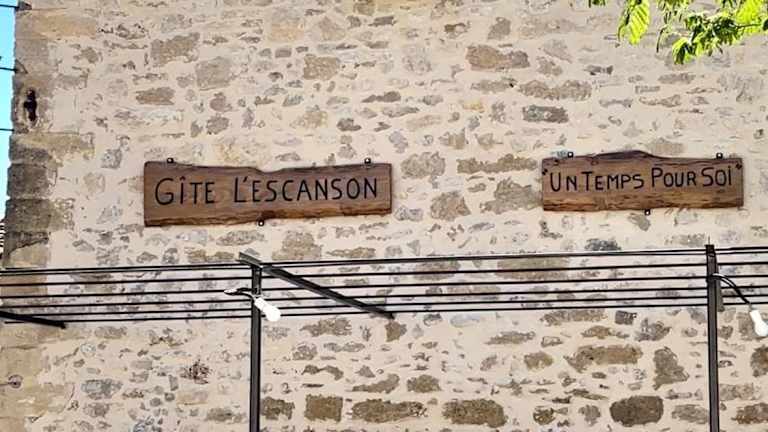 GÎTE L'ESCANSON
"UN TEMPS POUR SOI"